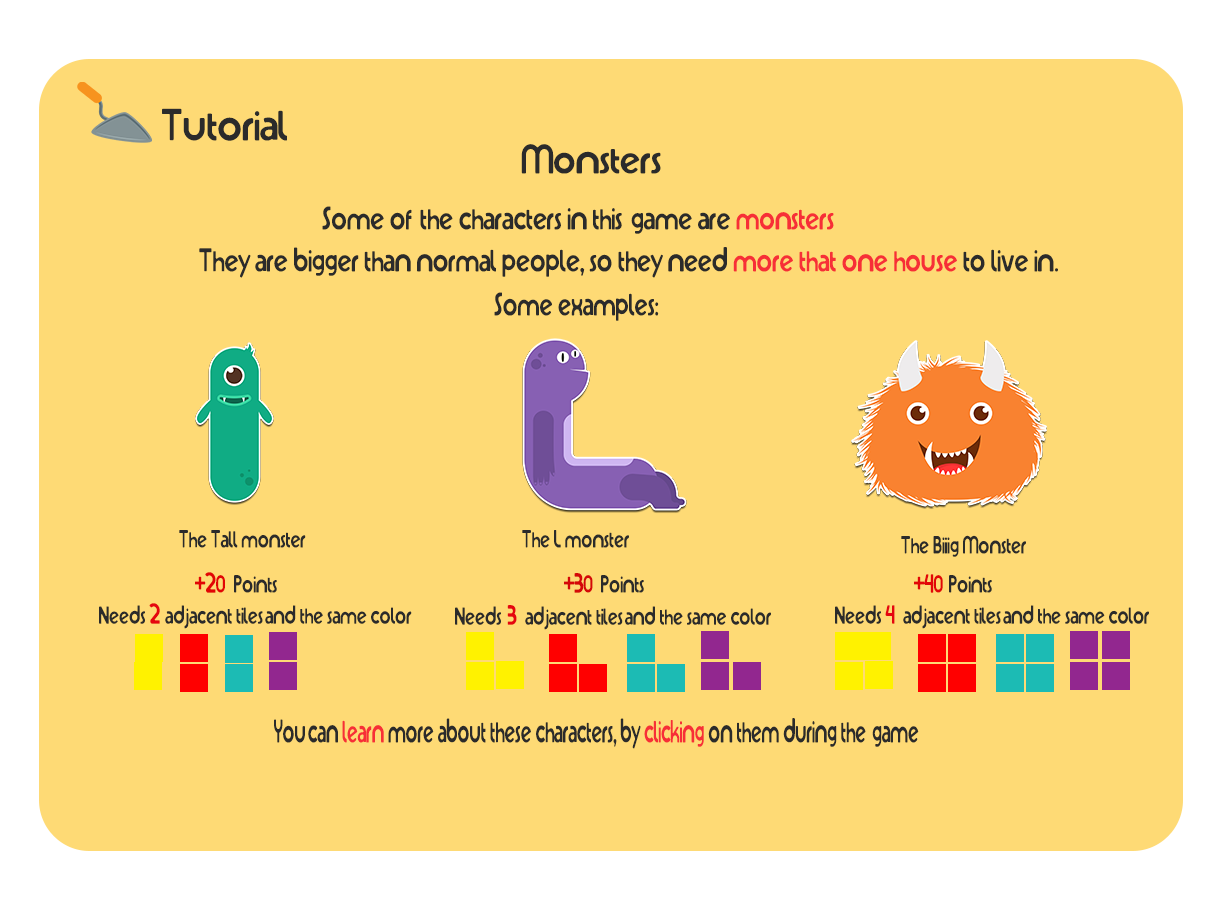 Tutorial
Monsters
Some of the characters in this game are monsters
They are bigger than normal people, so they need more that one house to live in.
Some examples:
The Tall monster
+20 Points
Needs 2 adjacent tiles and the same color
The L monster
+30 Points
Needs 3 adjacent tiles and the same color
The Biiig Monster
+40 Points
Needs 4 adjacent tiles and the same color
You can learn more about these characters, by clicking on them during the game